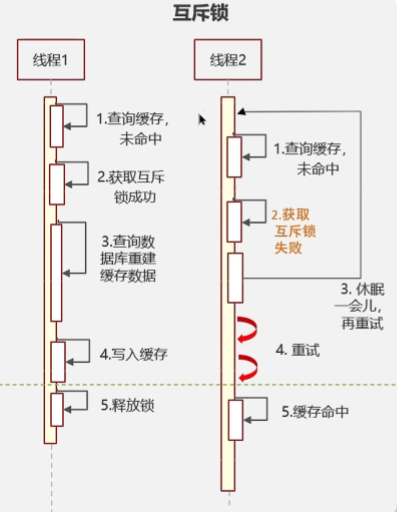 互斥锁
线程1
线程2
1.查询缓存,
未命中
2.获取互斥
锁成功
3.查询数
据库重建
缓存数据
4.写入缓存
5.释放锁
1.查询缓存,
未命中
2.获取
互斥锁
失败
3. 休眠
一会儿,
再重试
4. 重试
5.缓存命中